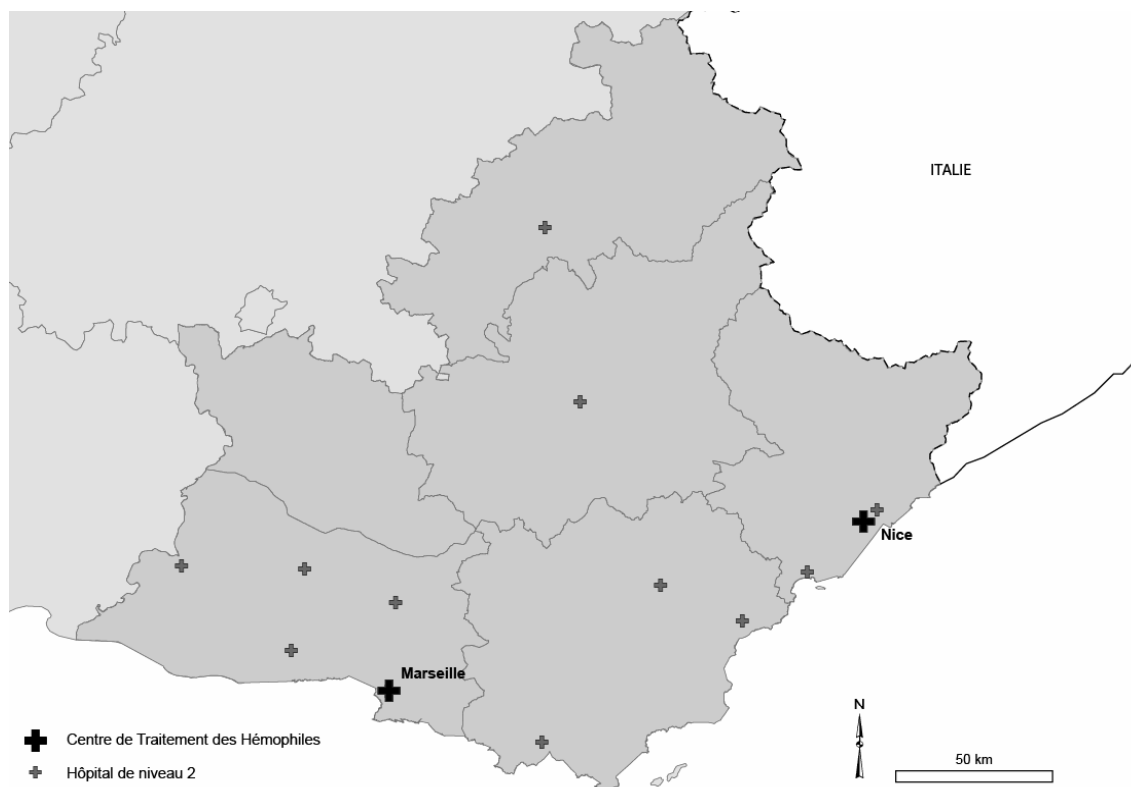 ITALIE
Nice
Marseille
Centre de Traitement des Hémophiles
Hôpital de niveau 2
N
50 km